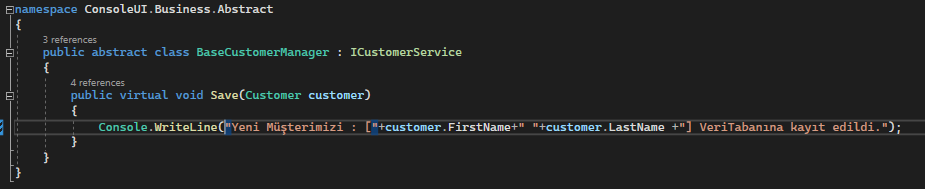 namespace ConsoleUI.Business.Abstract
{
3 references
public abstract class BaseCustomerManager : ICustomerService
{
4 references
public virtual void Save(Customer customer)
{
Console.WriteLine("Yeni Müşterimizi : ["+customer.FirstName+" "+customer.LastName +"] VeriTabanına kayıt edildi.");
}
}
}